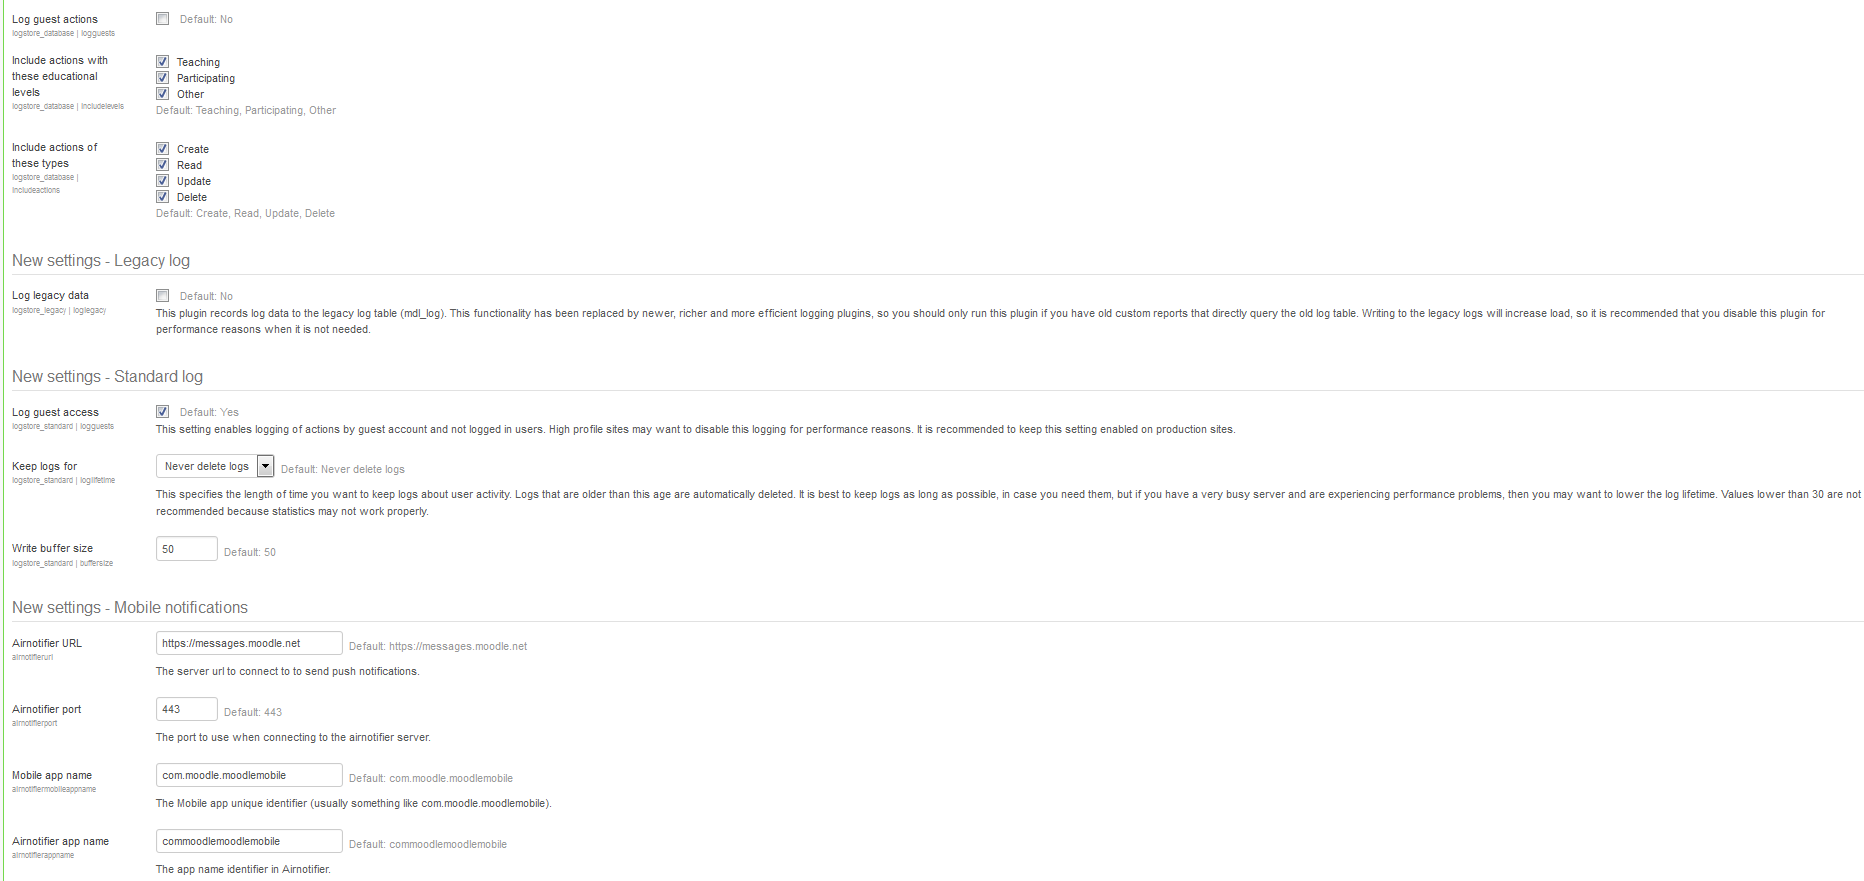 Log guest actions
Default: No
logstore_database | logguests
Include actions with
these educational
levels
logstore_database | includelevels
Teaching
Participating
Other
Default: Teaching, Participating, Other
Include actions of
these types
logstore_database |
includeactions
Create
Read
Update
Delete
Default: Create, Read, Update, Delete
New settings - Legacy log
Log legacy data
logstore_legacy | loglegacy
Default: No
This plugin records log data to the legacy log table (mdl_log). This functionality has been replaced by newer, richer and more efficient logging plugins, so you should only run this plugin if you have old custom reports that directly query the old log table. Writing to the legacy logs will increase load, so it is recommended that you disable this plugin for
performance reasons when it is not needed.
New settings - Standard log
Log guest access
logstore_standard | logguests
Default: Yes
This setting enables logging of actions by guest account and not logged in users. High profile sites may want to disable this logging for performance reasons. It is recommended to keep this setting enabled on production sites.
Keep logs for
logstore_standard | loglifetime
Never delete logs
Default: Never delete logs
This specifies the length of time you want to keep logs about user activity. Logs that are older than this age are automatically deleted. It is best to keep logs as long as possible, in case you need them, but if you have a very busy server and are experiencing performance problems, then you may want to lower the log lifetime. Values lower than 30 are not
recommended because statistics may not work properly.
Write buffer size
logstore_standard | buffersize
50
Default: 50
New settings - Mobile notifications
Airnotifier URL
airnotifierurl
https://messages.moodle.net
Default: https://messages.moodle.net
The server url to connect to to send push notifications.
Airnotifier port
airnotifierport
443
Default: 443
The port to use when connecting to the airnotifier server.
Mobile app name
airnotifiermobileappname
com.moodle.moodlemobile
Default: com.moodle.moodlemobile
The Mobile app unique identifier (usually something like com.moodle.moodlemobile).
Airnotifier app name
airnotifierappname
commoodlemoodlemobile
Default: commoodlemoodlemobile
The app name identifier in Airnotifier.